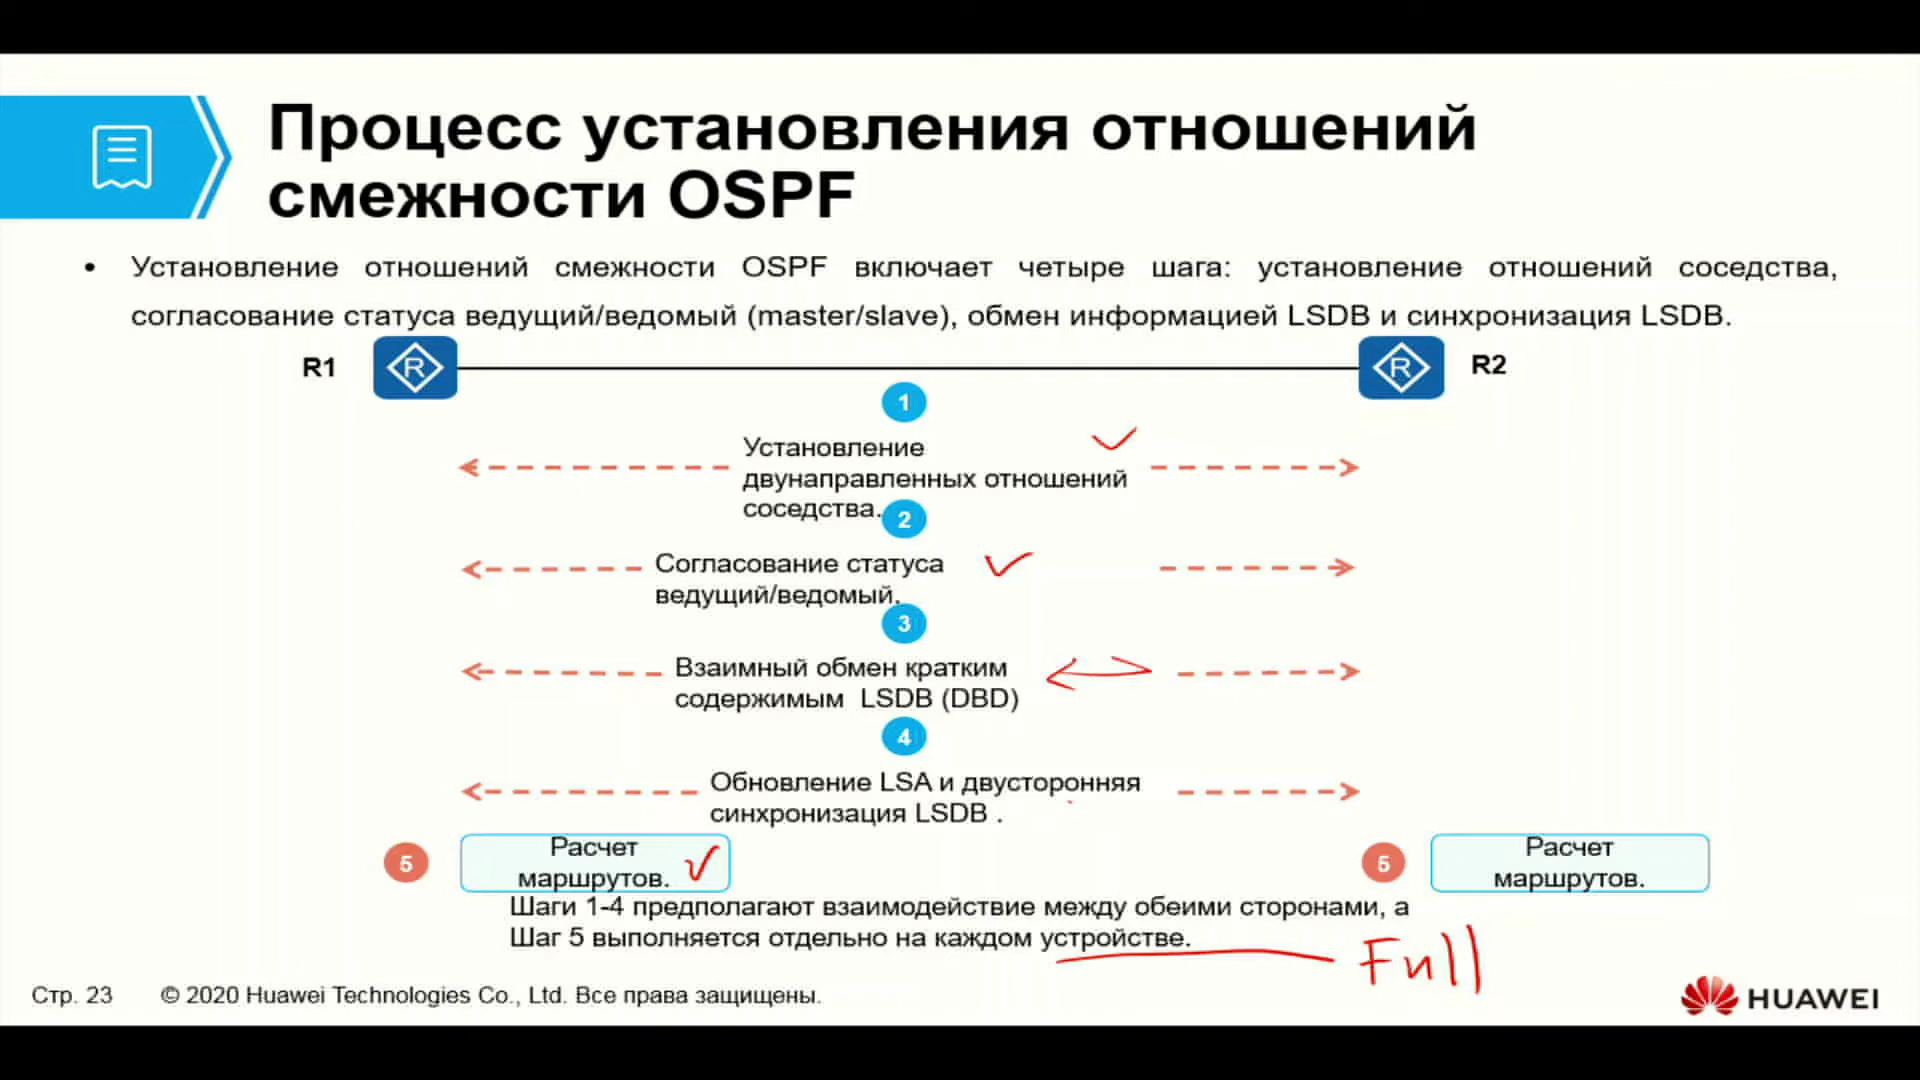 Процесс установления отношений
смежности OSPF
• Установление отношений смежности OSPF включает четыре шага: установление отношений соседства,
согласование статуса ведущий/ведомый (master/slave), обмен информацией LSDB и синхронизация LSDB.
R1
R
R
R2
1
Установление
двунаправленных отношений
соседства.
2
Согласование статуса
ведущий/ведомый.
3
Взаимный обмен кратким
содержимым LSDB (DBD)
4
Обновление LSA и двусторонняя
синхронизация LSDB .
5
Расчет
маршрутов.
5
Расчет
маршрутов.
Шаги 1-4 предполагают взаимодействие между обеими сторонами, а
Шаг 5 выполняется отдельно на каждом устройстве.
Full
Стр. 23
© 2020 Huawei Technologies Co., Ltd. Все права защищены.
HUAWEI